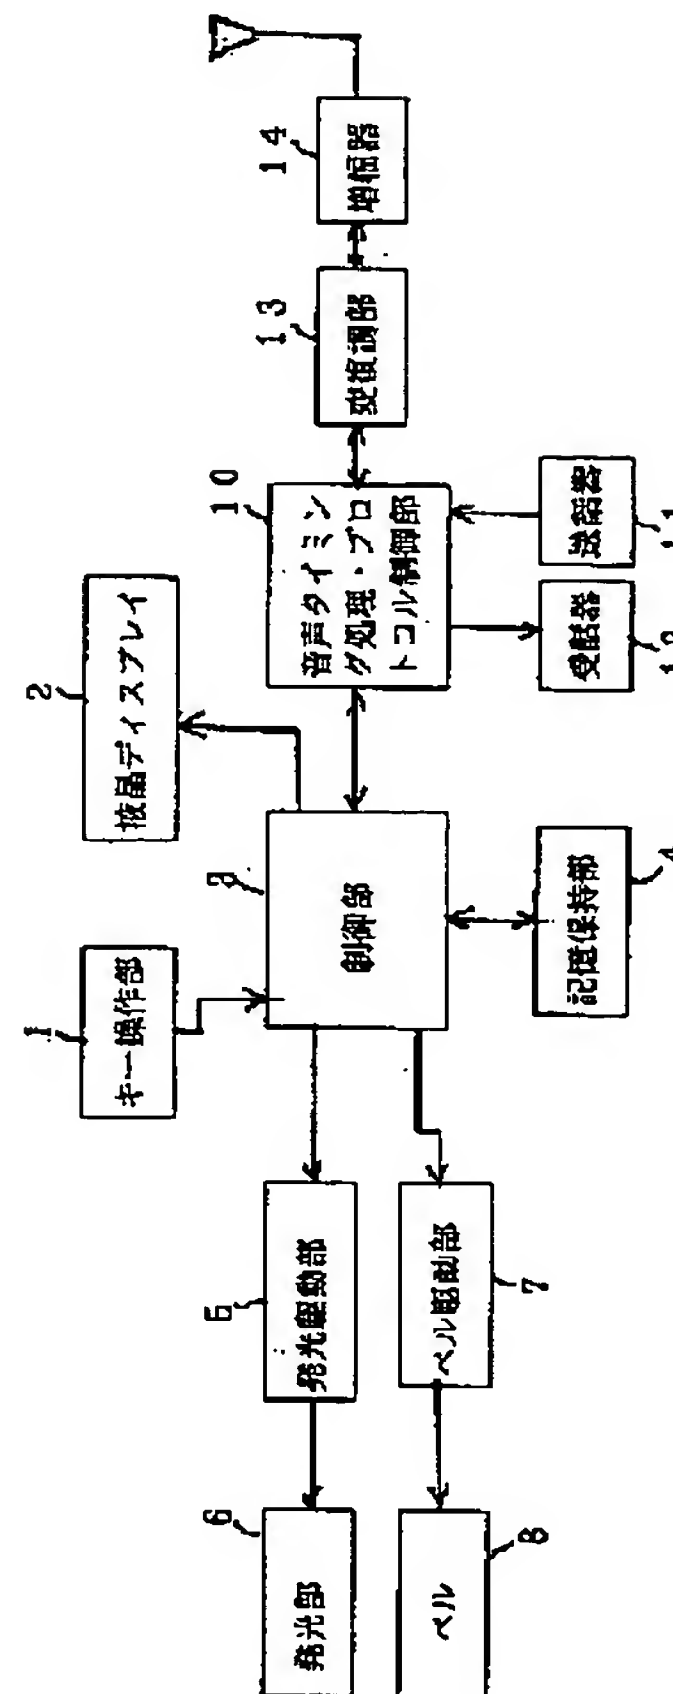 14
増幅器
13
変復調部
10
音声タイミン
グ処理・プロ
トコル制御部
送話器
11
受話器
12
2
液晶ディスプレイ
3
制御部
1
キー操作部
記憶保持部
4
5
発光駆動部
ベル駆動部
7
6
発光部
ベル
8